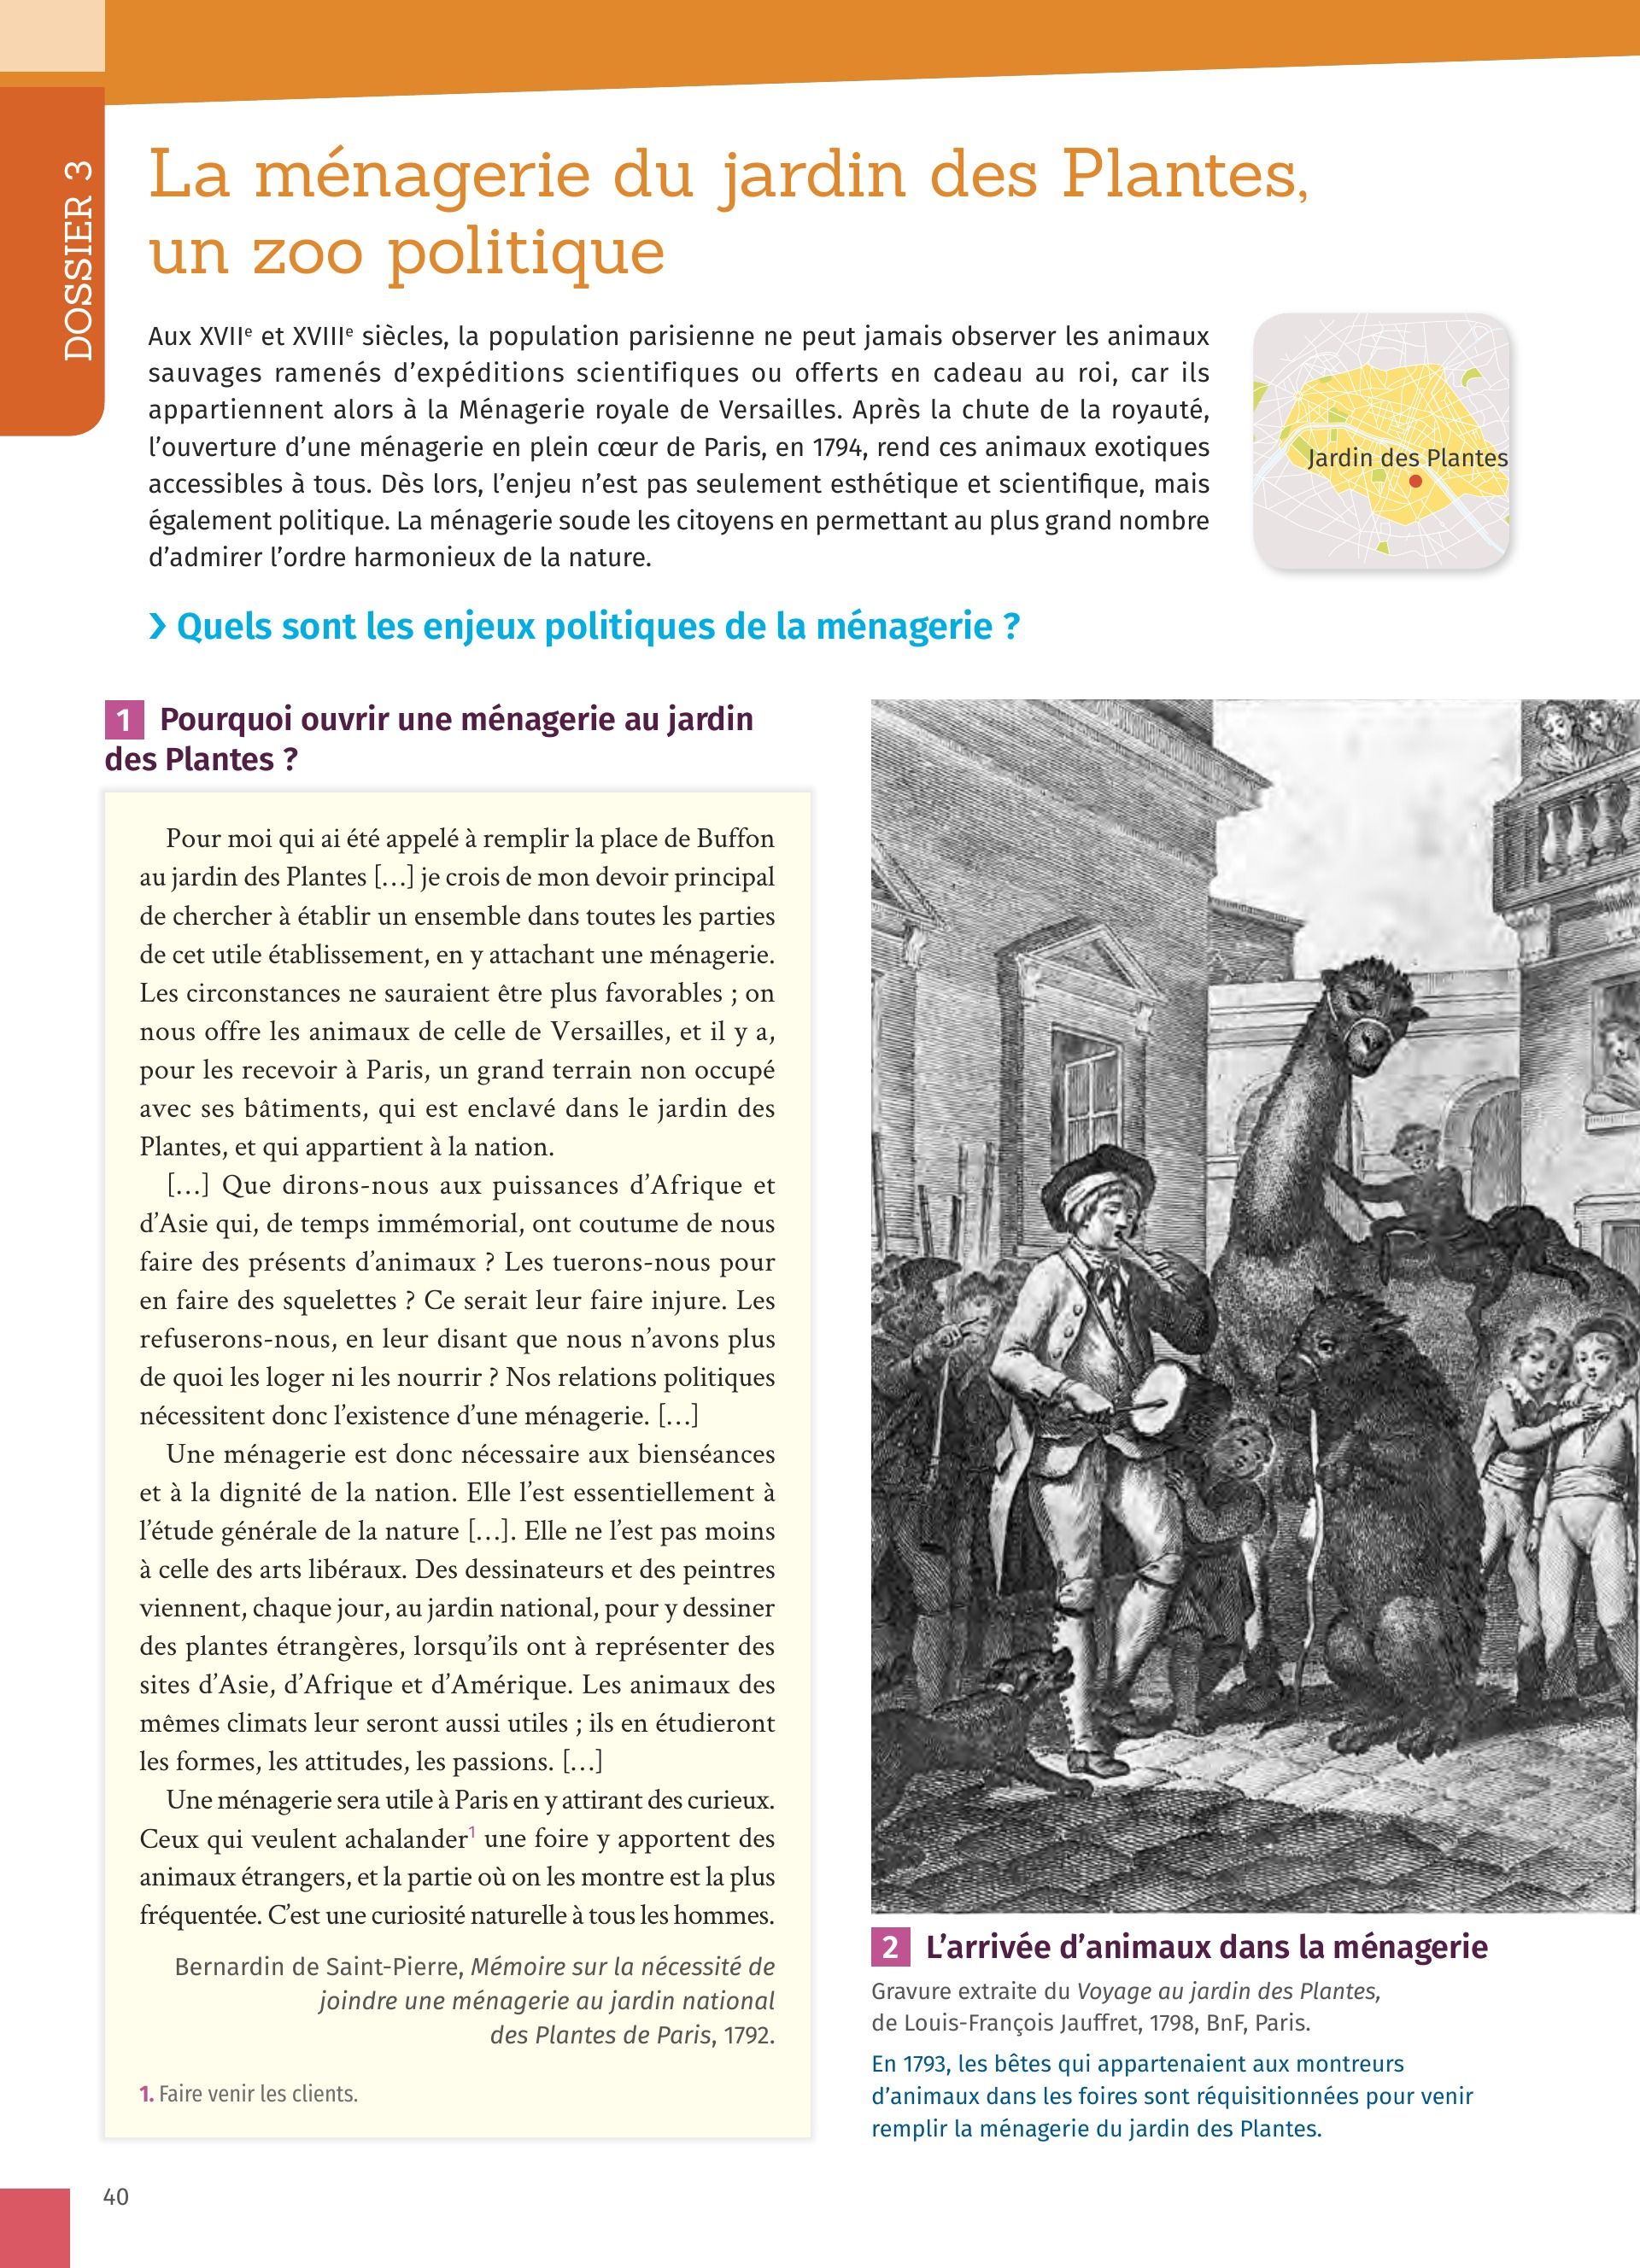 DOSSIER 3
La ménagerie du jardin des Plantes,
un zoo politique
Aux XVIIe et XVIIIe siècles, la population parisienne ne peut jamais observer les animaux
sauvages ramenés d’expéditions scientifiques ou offerts en cadeau au roi, car ils
appartiennent alors à la Ménagerie royale de Versailles. Après la chute de la royauté,
l’ouverture d’une ménagerie en plein cœur de Paris, en 1794, rend ces animaux exotiques
accessibles à tous. Dès lors, l’enjeu n’est pas seulement esthétique et scientifique, mais
également politique. La ménagerie soude les citoyens en permettant au plus grand nombre
d’admirer l’ordre harmonieux de la nature.
Jardin des Plantes
› Quels sont les enjeux politiques de la ménagerie ?
1 Pourquoi ouvrir une ménagerie au jardin
des Plantes ?
Pour moi qui ai été appelé à remplir la place de Buffon
au jardin des Plantes […] je crois de mon devoir principal
de chercher à établir un ensemble dans toutes les parties
de cet utile établissement, en y attachant une ménagerie.
Les circonstances ne sauraient être plus favorables ; on
nous offre les animaux de celle de Versailles, et il y a,
pour les recevoir à Paris, un grand terrain non occupé
avec ses bâtiments, qui est enclavé dans le jardin des
Plantes, et qui appartient à la nation.
[…] Que dirons-nous aux puissances d’Afrique et
d’Asie qui, de temps immémorial, ont coutume de nous
faire des présents d’animaux ? Les tuerons-nous pour
en faire des squelettes ? Ce serait leur faire injure. Les
refuserons-nous, en leur disant que nous n’avons plus
de quoi les loger ni les nourrir ? Nos relations politiques
nécessitent donc l’existence d’une ménagerie. […]
Une ménagerie est donc nécessaire aux bienséances
et à la dignité de la nation. Elle l’est essentiellement à
l’étude générale de la nature […]. Elle ne l’est pas moins
à celle des arts libéraux. Des dessinateurs et des peintres
viennent, chaque jour, au jardin national, pour y dessiner
des plantes étrangères, lorsqu’ils ont à représenter des
sites d’Asie, d’Afrique et d’Amérique. Les animaux des
mêmes climats leur seront aussi utiles ; ils en étudieront
les formes, les attitudes, les passions. […]
Une ménagerie sera utile à Paris en y attirant des curieux.
Ceux qui veulent achalander1 une foire y apportent des
animaux étrangers, et la partie où on les montre est la plus
fréquentée. C’est une curiosité naturelle à tous les hommes.
Bernardin de Saint-Pierre, Mémoire sur la nécessité de
joindre une ménagerie au jardin national
des Plantes de Paris, 1792.
1. Faire venir les clients.
2 L’arrivée d’animaux dans la ménagerie
Gravure extraite du Voyage au jardin des Plantes,
de Louis-François Jauffret, 1798, BnF, Paris.
En 1793, les bêtes qui appartenaient aux montreurs
d’animaux dans les foires sont réquisitionnées pour venir
remplir la ménagerie du jardin des Plantes.
40